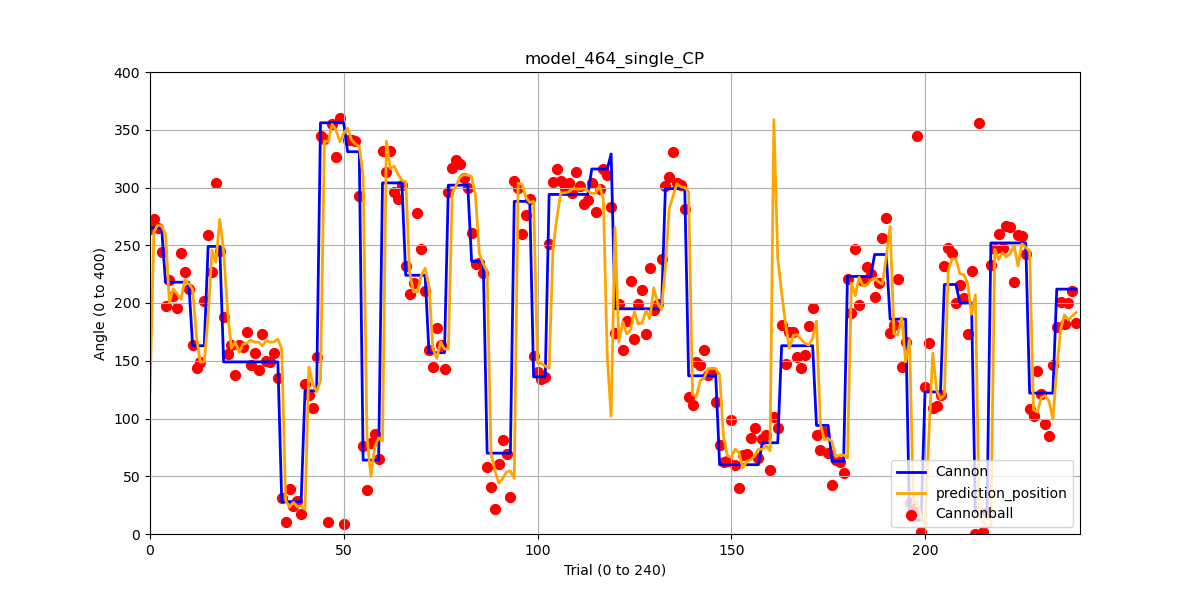 model_464_single_CP
Angle (0 to 400)
400
350
300
250
200
150
100
50
0
0 50 100 150 200
Trial (0 to 240)
Cannon
prediction_position
Cannonball